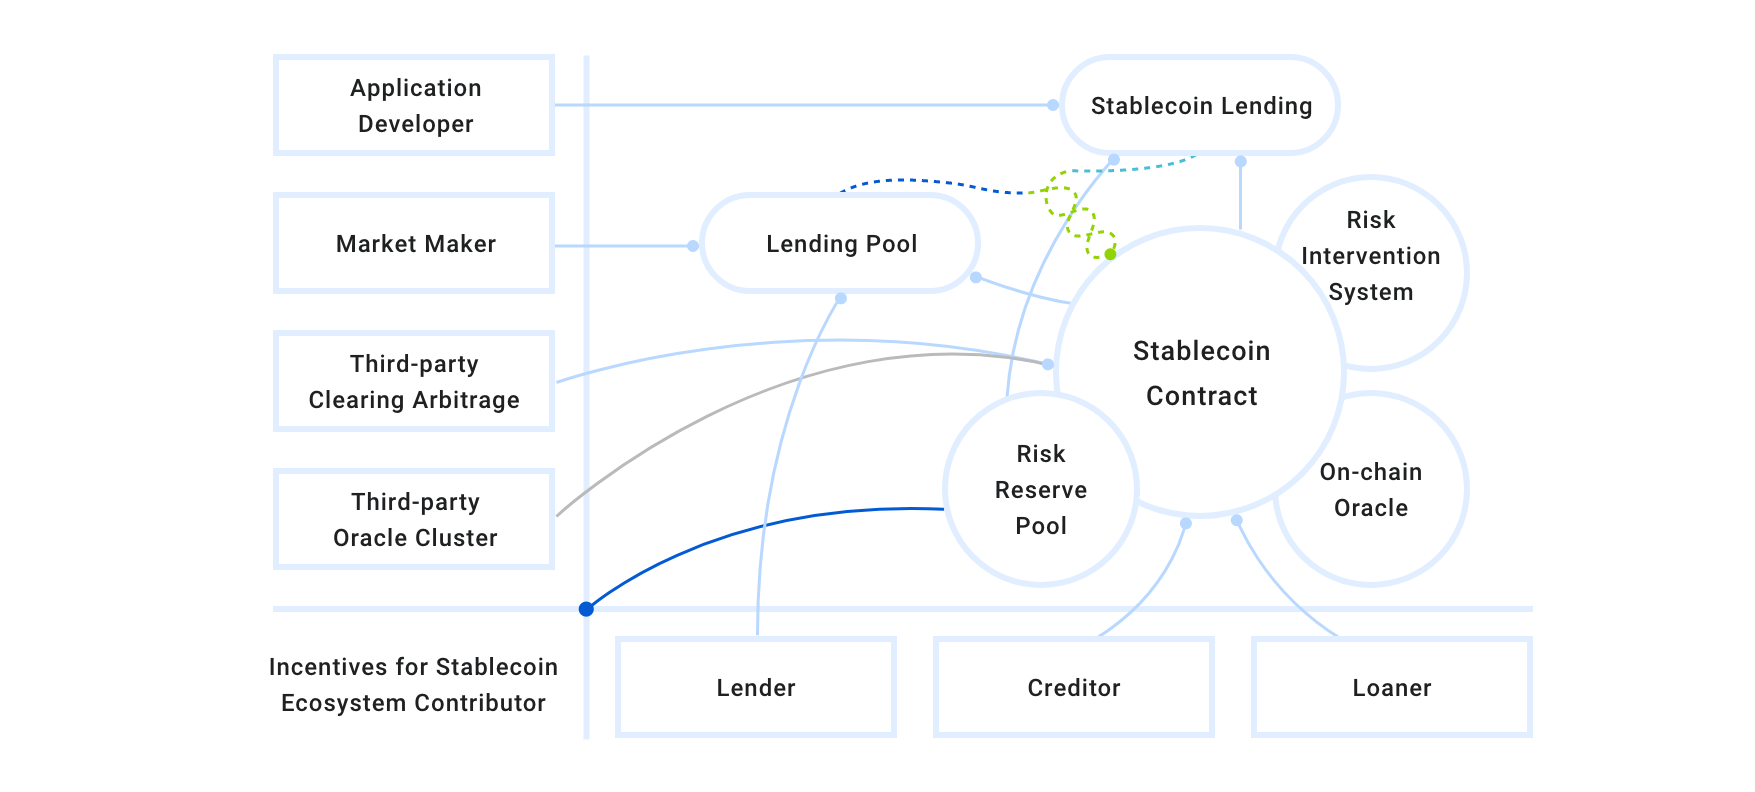 Application
Developer
Stablecoin Lending
Market Maker
Lending Pool
Risk
Intervention
System
Third-party
Clearing Arbitrage
Stablecoin
Contract
Third-party
Oracle Cluster
Risk
Reserve
Pool
On-chain
Oracle
Incentives for Stablecoin
Ecosystem Contributor
Lender
Creditor
Loaner